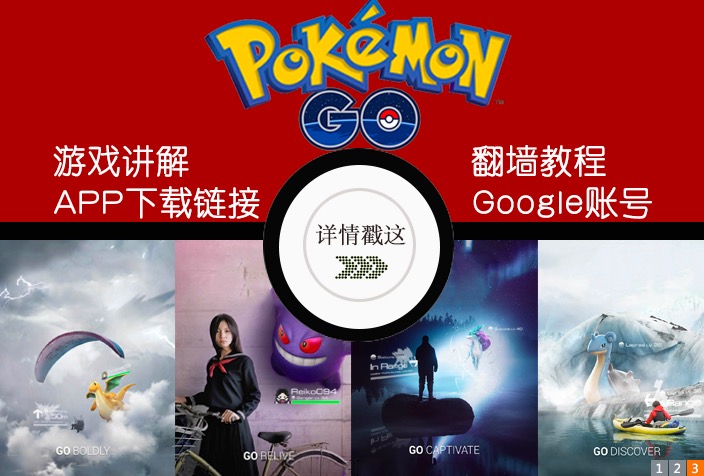 POKÉMON
GO
游戏讲解
APP下载链接
翻墙教程
Google账号
详情戳这
Reiko094
In Range
GO BOLDLY
GO RELIVE
GO CAPTIVATE
GO DISCOVER
1 2 3